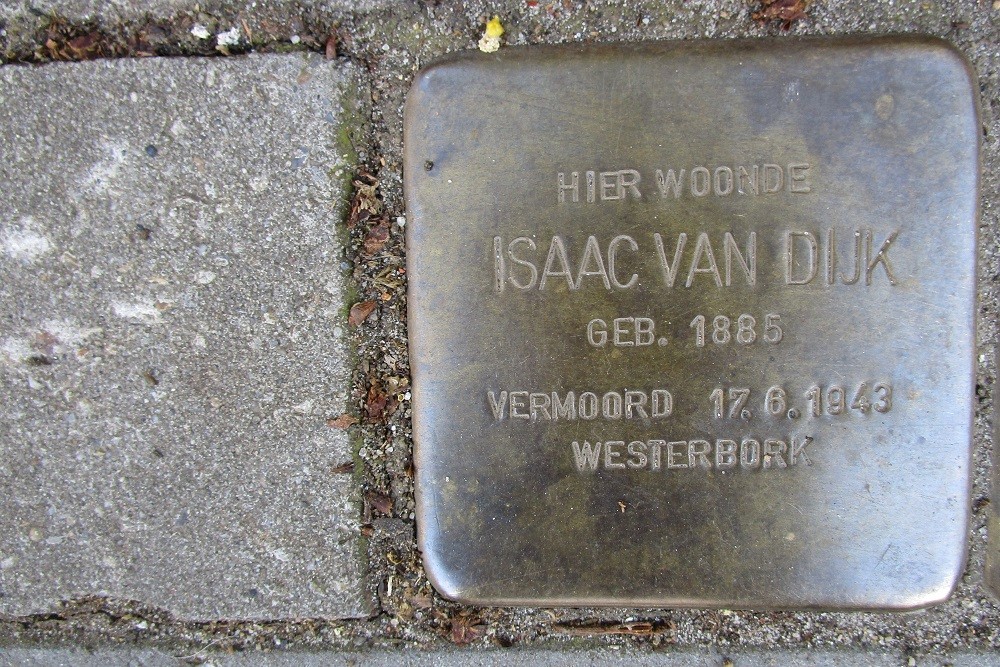 HIER WOONDE
ISAAC VAN DIJK
GEB. 1885
VERMOORD 17.6.1943
WESTERBORK